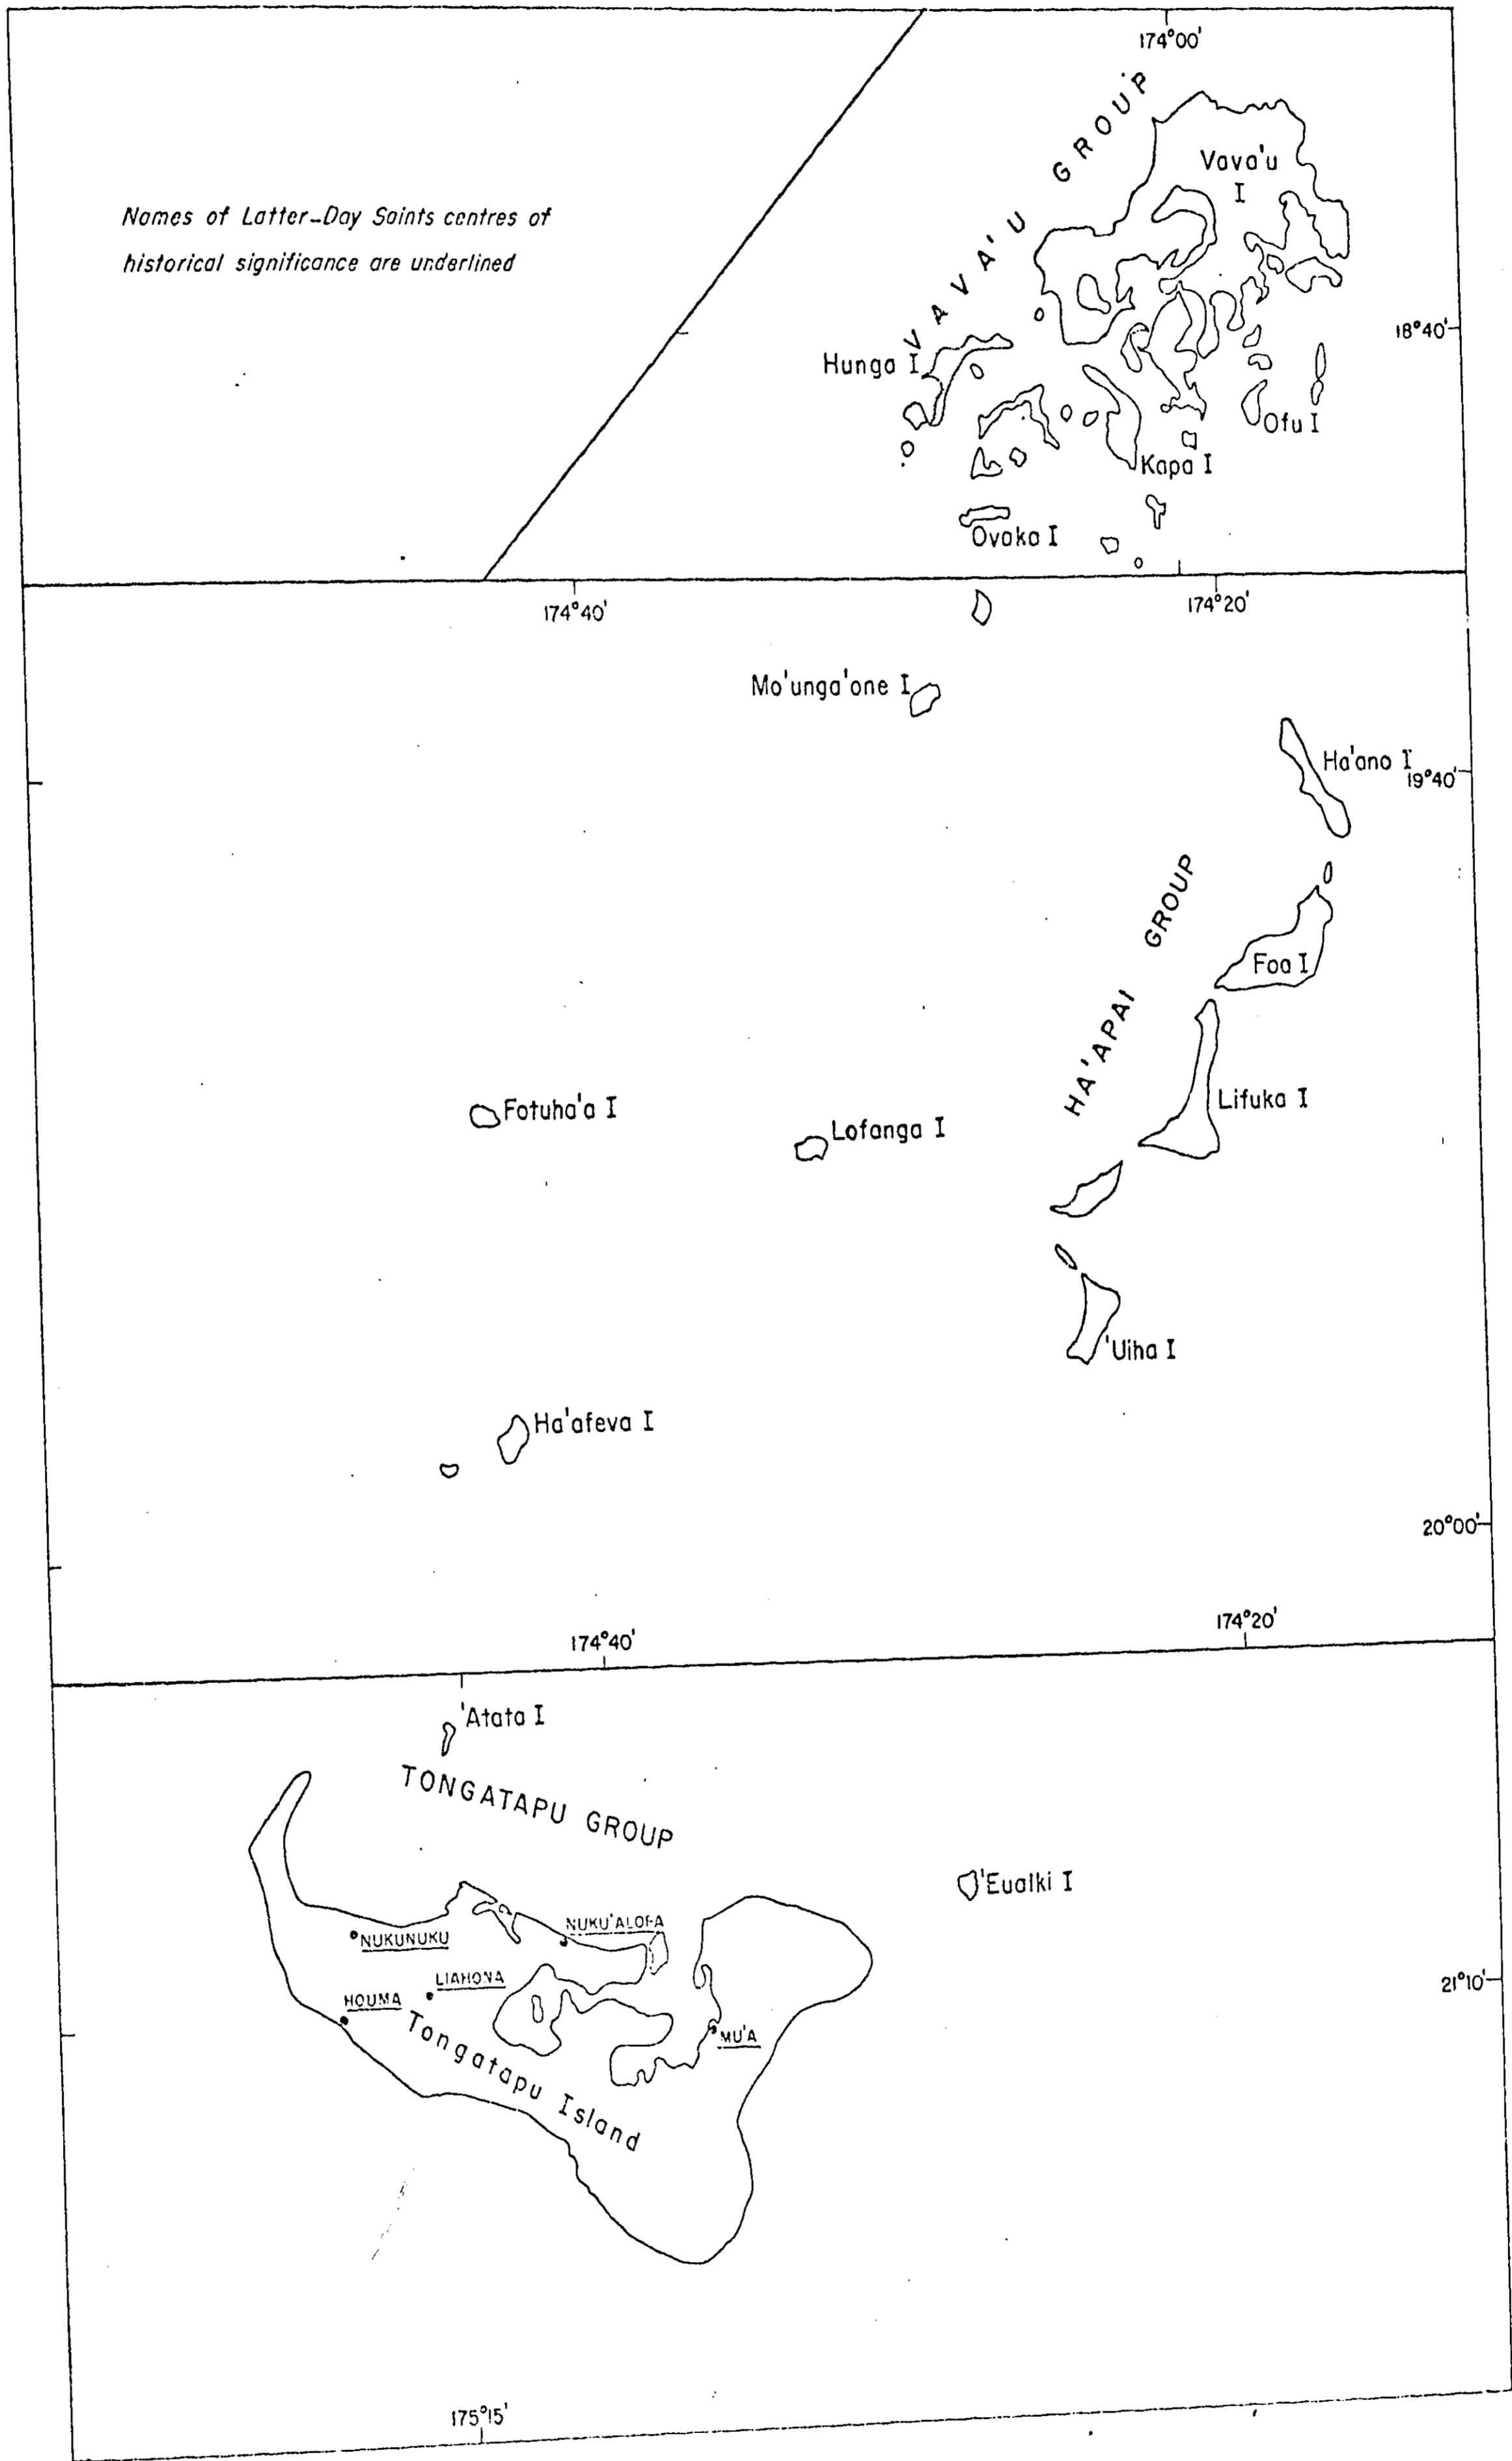 174°00'
VAVA'U GROUP
Vava'u
I
Names of Latter-Day Saints centres of
historical significance are underlined
18°40'
Hunga I
Ofu I
Kapa I
Ovaka I
174°40'
174°20'
Mo'unga'one I
Ha'ano I
19°40'
HA'APAI GROUP
Foa I
Lifuka I
Fotuha'a I
Lofanga I
'Uiha I
Ha'afeva I
20°00'
174°40'
174°20'
'Atata I
TONGATAPU GROUP
'Euaiki I
NUKU'ALOFA
NUKUNUKU
LIAHONA
21°10'
HOUMA
MU'A
Tongatapu Island
175°15'